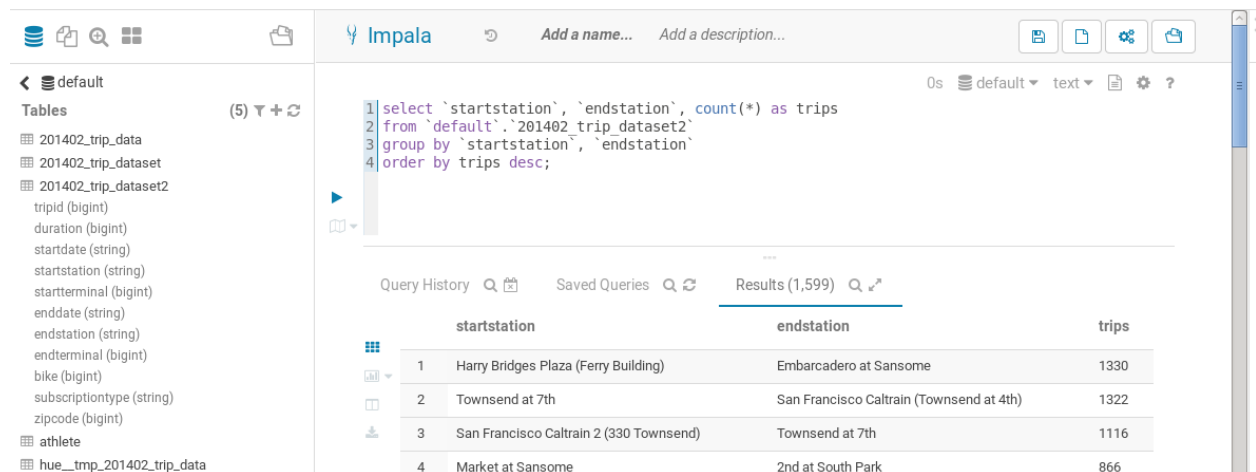 Impala Add a name... Add a description...
default
Tables (5)
201402_trip_data
201402_trip_dataset
201402_trip_dataset2
tripid (bigint)
duration (bigint)
startdate (string)
startstation (string)
startterminal (bigint)
enddate (string)
endstation (string)
endterminal (bigint)
bike (bigint)
subscriptiontype (string)
zipcode (bigint)
athlete
hue__tmp_201402_trip_data
0s default text ?
1 select `startstation`, `endstation`, count(*) as trips
2 from `default`.`201402_trip_dataset2`
3 group by `startstation`, `endstation`
4 order by trips desc;
Query History Saved Queries Results (1,599)
startstation endstation trips
1 Harry Bridges Plaza (Ferry Building) Embarcadero at Sansome 1330
2 Townsend at 7th San Francisco Caltrain (Townsend at 4th) 1322
3 San Francisco Caltrain 2 (330 Townsend) Townsend at 7th 1116
4 Market at Sansome 2nd at South Park 866